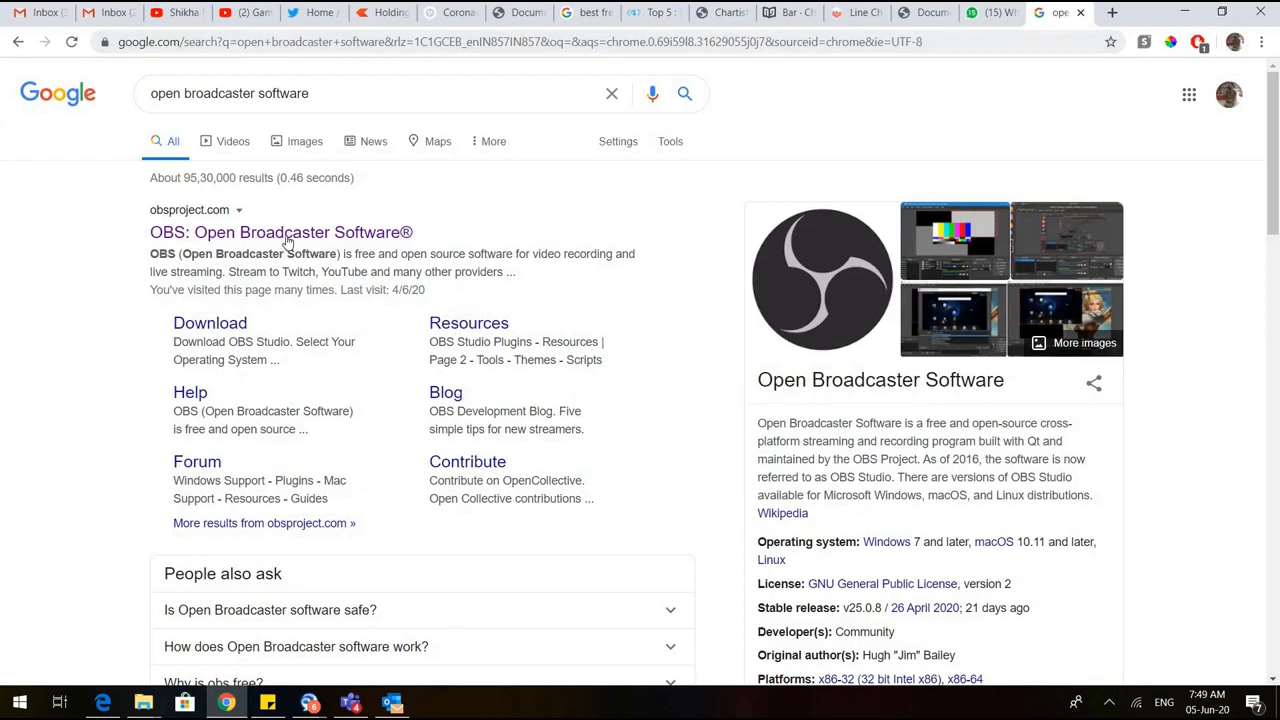 Inbox (2
Inbox (2
Shikha
(2) Gam
Home /
Holding
Corona
Docum
best fre
Top 5 :
Chartist
Bar - Ch
Line Ch
Docum
(15) Wh
ope
google.com/search?q=open+broadcaster+software&rlz=1C1GCEB_enIN857IN857&oq=&aqs=chrome.0.69i59l8.31629055j0j7&sourceid=chrome&ie=UTF-8
1
Google
open broadcaster software
All
Videos
Images
News
Maps
More
Settings
Tools
About 95,30,000 results (0.46 seconds)
obsproject.com
OBS: Open Broadcaster Software®
OBS (Open Broadcaster Software) is free and open source software for video recording and
live streaming. Stream to Twitch, YouTube and many other providers ...
You've visited this page many times. Last visit: 4/6/20
Download
Download OBS Studio. Select Your
Operating System ...
Resources
OBS Studio Plugins - Resources |
Page 2 - Tools - Themes - Scripts
Help
OBS (Open Broadcaster Software)
is free and open source ...
Blog
OBS Development Blog. Five
simple tips for new streamers.
Forum
Windows Support - Plugins - Mac
Support - Resources - Guides
Contribute
Contribute on OpenCollective.
Open Collective contributions ...
More results from obsproject.com »
People also ask
Is Open Broadcaster software safe?
How does Open Broadcaster software work?
Why is obs free?
More images
Open Broadcaster Software
Open Broadcaster Software is a free and open-source cross-
platform streaming and recording program built with Qt and
maintained by the OBS Project. As of 2016, the software is now
referred to as OBS Studio. There are versions of OBS Studio
available for Microsoft Windows, macOS, and Linux distributions.
Wikipedia
Operating system: Windows 7 and later, macOS 10.11 and later,
Linux
License: GNU General Public License, version 2
Stable release: v25.0.8 / 26 April 2020; 21 days ago
Developer(s): Community
Original author(s): Hugh "Jim" Bailey
Platforms: x86-32 (32 bit Intel x86), x86-64
ENG
7:49 AM
05-Jun-20